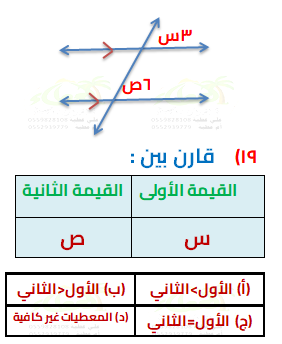 ٣س
٦ص
١٩) قارن بين :
القيمة الأولى القيمة الثانية
س ص
(أ) الأول>الثاني (ب) الأول<الثاني
(ج) الأول=الثاني (د) المعطيات غير كافية